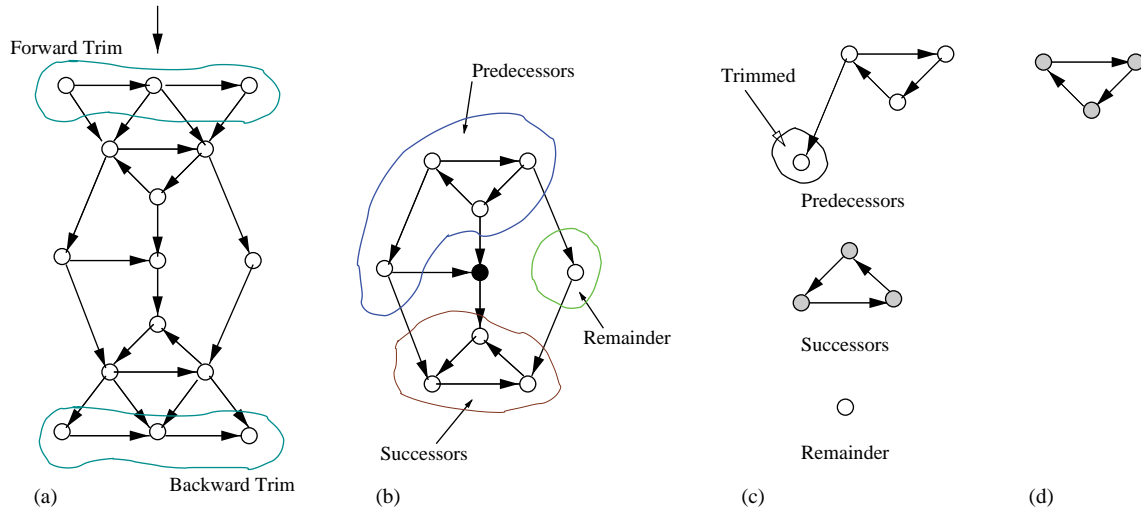 Forward Trim
Backward Trim
(a)
Predecessors
Remainder
Successors
(b)
Trimmed
Predecessors
Successors
Remainder
(c)
(d)